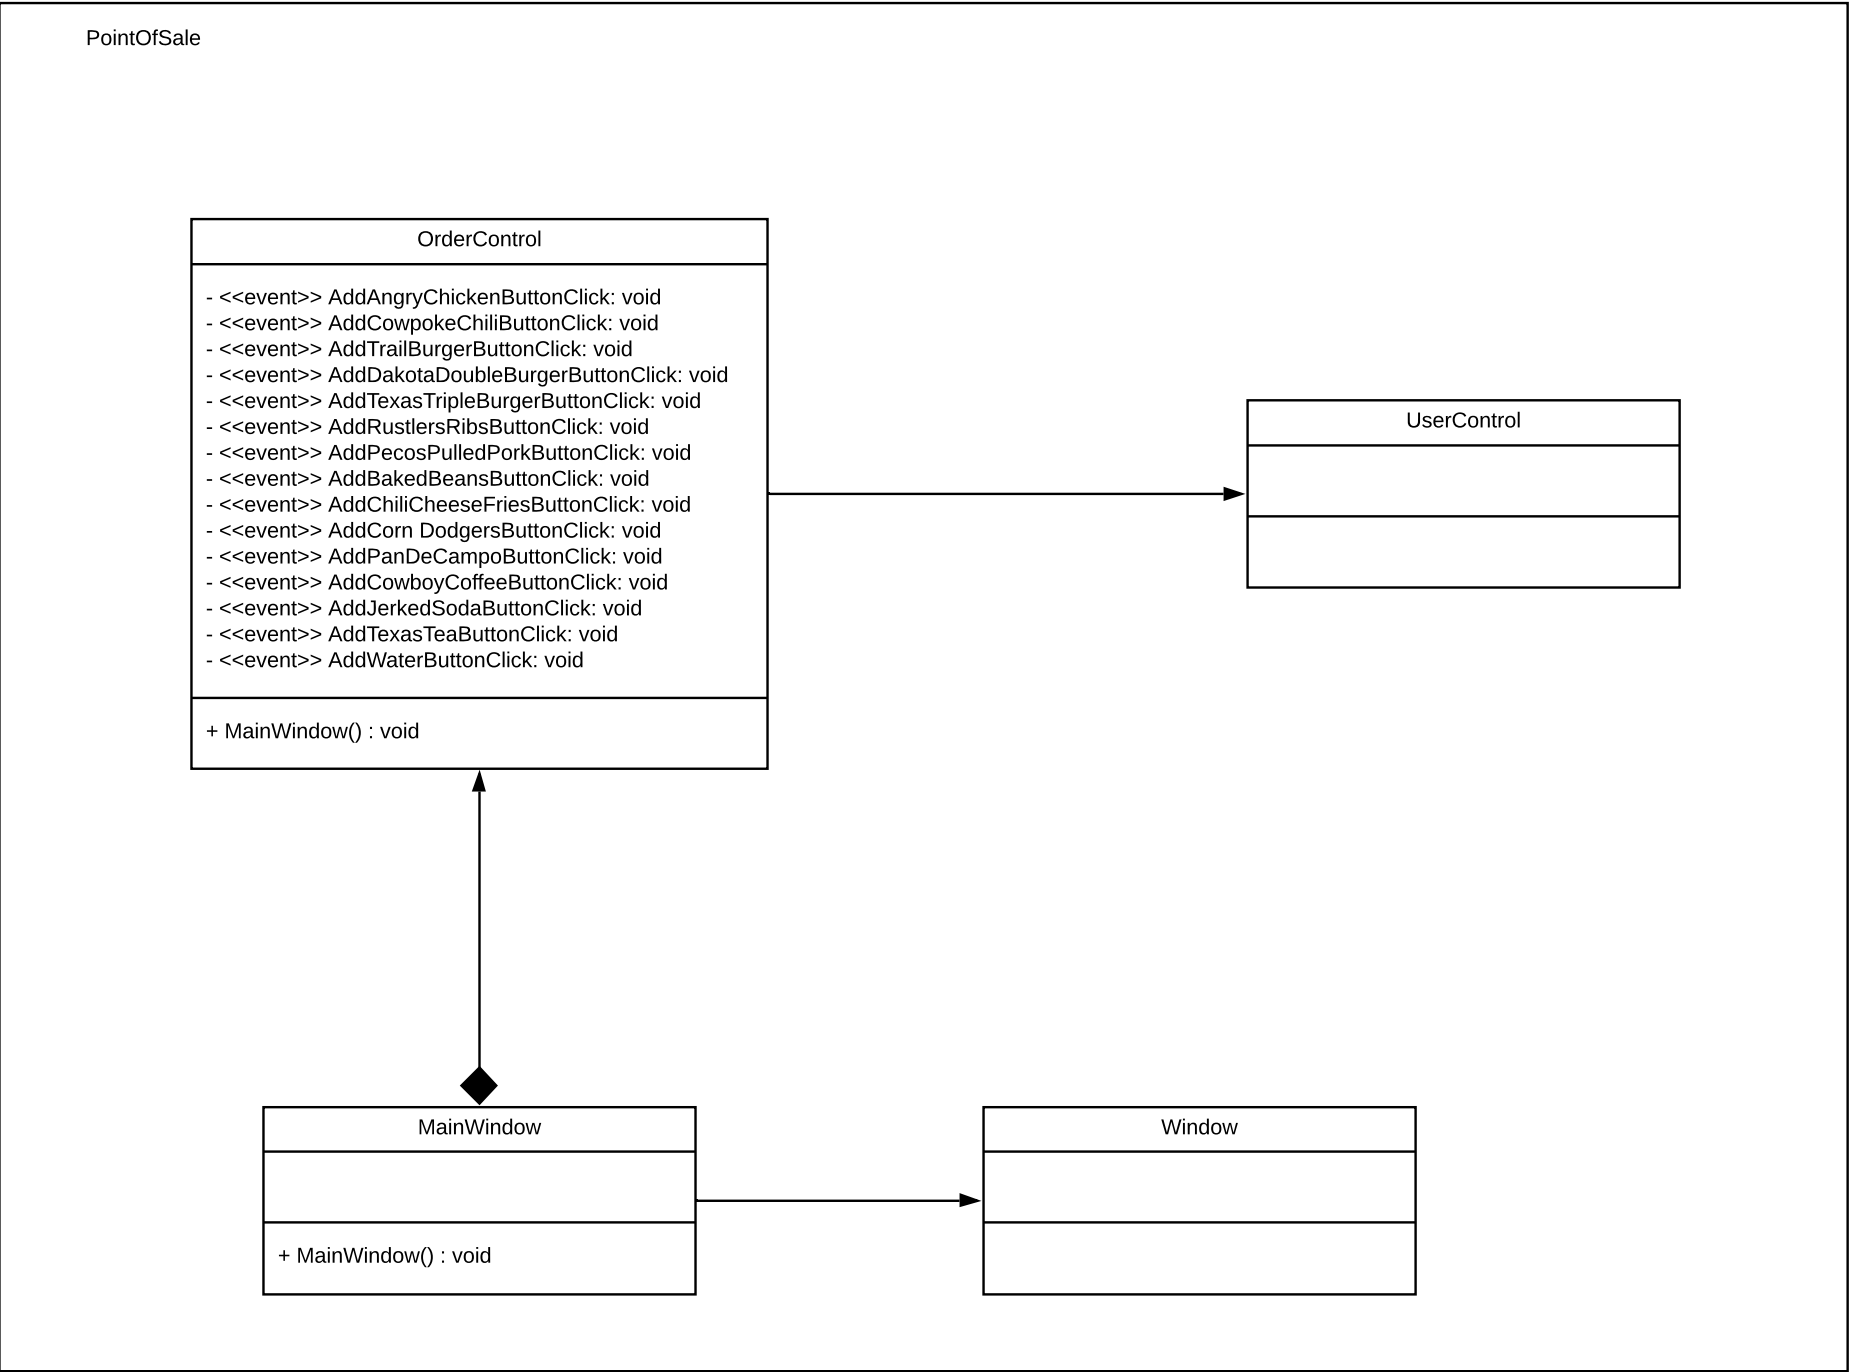 PointOfSale
OrderControl
- <<event>> AddAngryChickenButtonClick: void
- <<event>> AddCowpokeChiliButtonClick: void
- <<event>> AddTrailBurgerButtonClick: void
- <<event>> AddDakotaDoubleBurgerButtonClick: void
- <<event>> AddTexasTripleBurgerButtonClick: void
- <<event>> AddRustlersRibsButtonClick: void
- <<event>> AddPecosPulledPorkButtonClick: void
- <<event>> AddBakedBeansButtonClick: void
- <<event>> AddChiliCheeseFriesButtonClick: void
- <<event>> AddCorn DodgersButtonClick: void
- <<event>> AddPanDeCampoButtonClick: void
- <<event>> AddCowboyCoffeeButtonClick: void
- <<event>> AddJerkedSodaButtonClick: void
- <<event>> AddTexasTeaButtonClick: void
- <<event>> AddWaterButtonClick: void
+ MainWindow() : void
UserControl
MainWindow
+ MainWindow() : void
Window